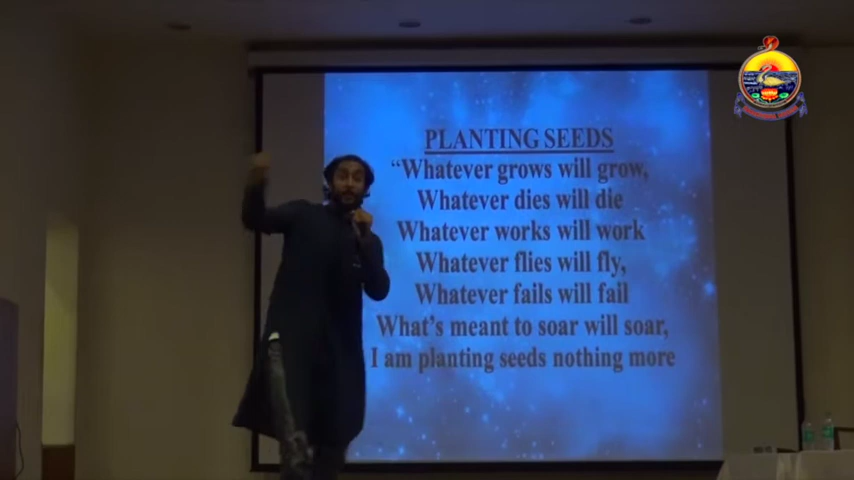 PLANTING SEEDS
“Whatever grows will grow,
Whatever dies will die
Whatever works will work
Whatever flies will fly,
Whatever fails will fail
What's meant to soar will soar,
I am planting seeds nothing more